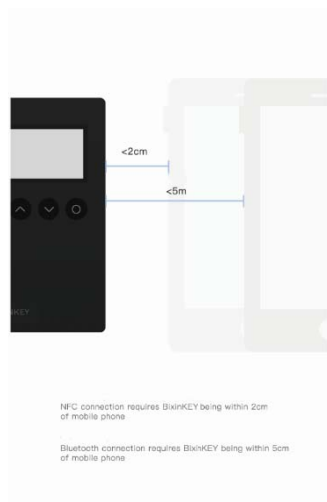 <2cm
<5m
NFC connection requires BixinKEY being within 2cm
of mobile phone
Bluetooth connection requires BixinKEY being within 5cm
of mobile phone